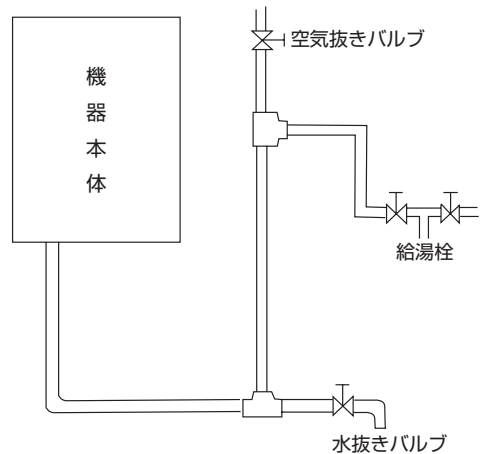 空気抜きバルブ
機器本体
給湯栓
水抜きバルブ